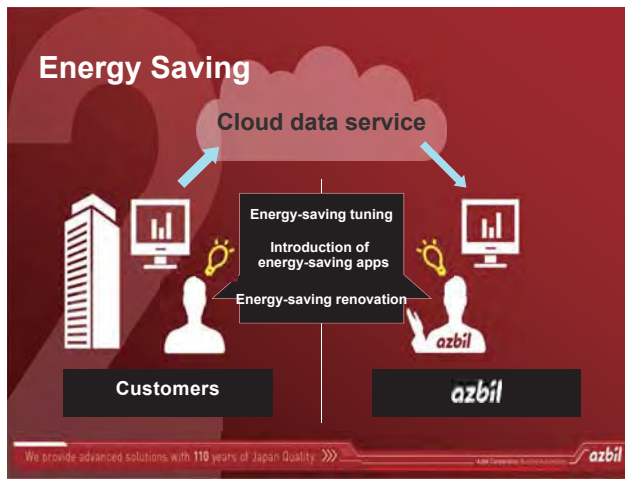 Energy Saving
Cloud data service
Energy-saving tuning
Introduction of
energy-saving apps
Energy-saving renovation
azbil
Customers
azbil
We provide advanced solutions with 110 years of Japan Quality. >>>
azbil